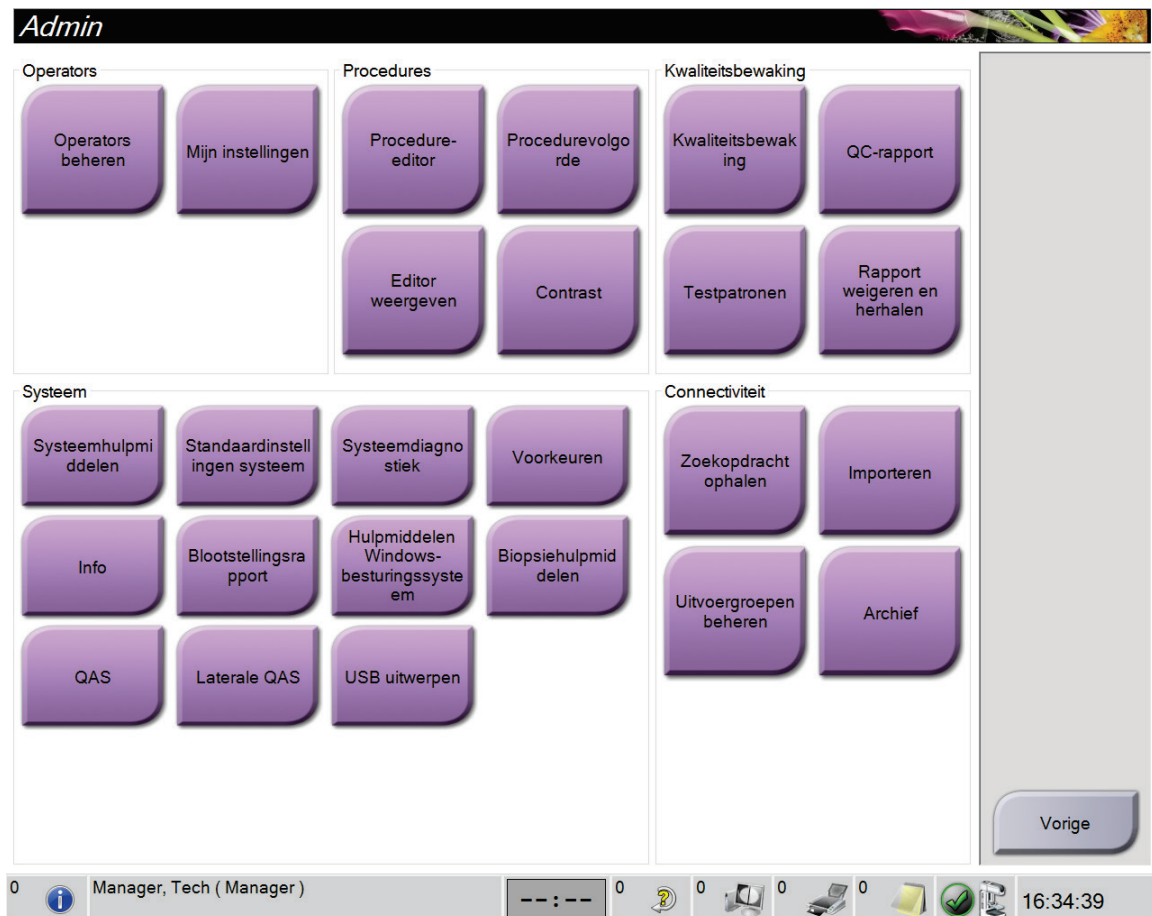 Admin
Operators
Procedures
Kwaliteitsbewaking
Operators
beheren
Mijn instellingen
Procedure-
editor
Procedurevolgo
rde
Kwaliteitsbewak
ing
QC-rapport
Editor
weergeven
Contrast
Testpatronen
Rapport
weigeren en
herhalen
Systeem
Connectiviteit
Systeemhulpmi
ddelen
Standaardinstell
ingen systeem
Systeemdiagno
stiek
Voorkeuren
Zoekopdracht
ophalen
Importeren
Info
Blootstellingsra
pport
Hulpmiddelen
Windows-
besturingssyste
em
Biopsiehulpmid
delen
Uitvoergroepen
beheren
Archief
QAS
Laterale QAS
USB uitwerpen
Vorige
0
Manager, Tech ( Manager )
--:--
0
0
0
0
16:34:39